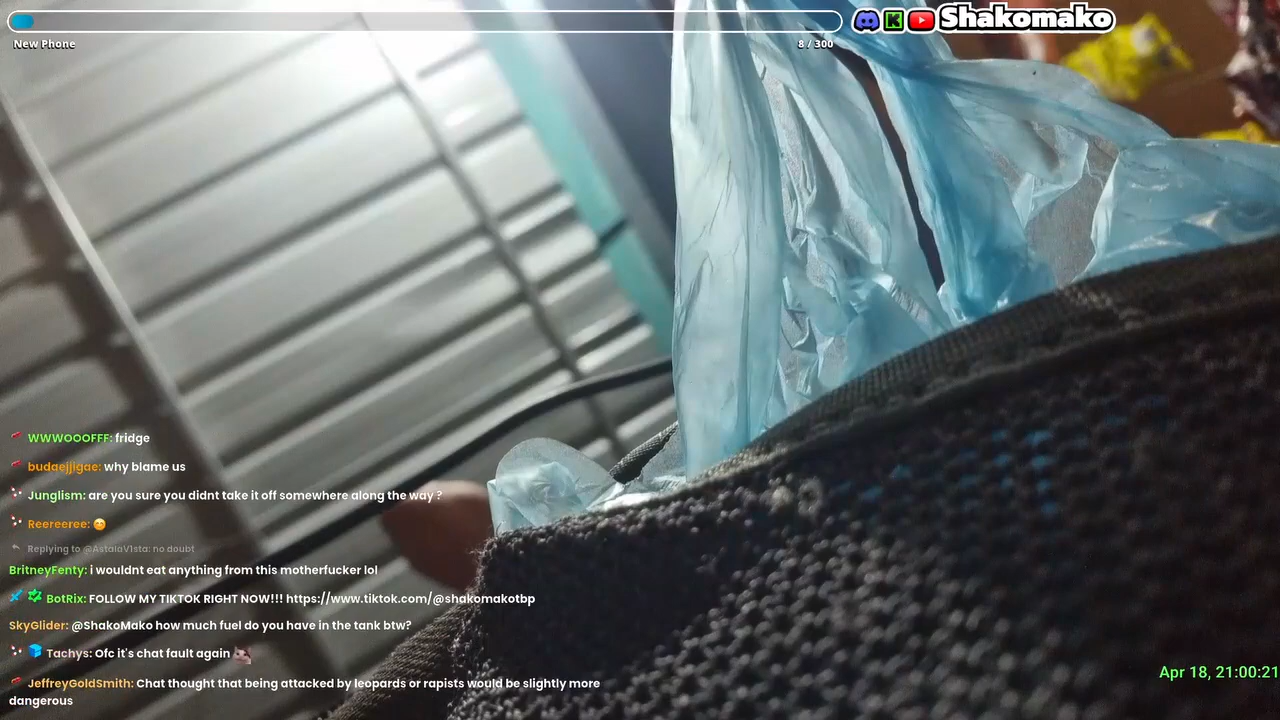 Shakomako
New Phone
8 / 300
WWWOOOFFF: fridge
budaejjigae: why blame us
Junglism: are you sure you didnt take it off somewhere along the way ?
Reereeree:
Replying to @AstalaV1sta: no doubt
BritneyFenty: i wouldnt eat anything from this motherfucker lol
BotRix: FOLLOW MY TIKTOK RIGHT NOW!!! https://www.tiktok.com/@shakomakotbp
SkyGlider: @ShakoMako how much fuel do you have in the tank btw?
Tachys: Ofc it's chat fault again
JeffreyGoldSmith: Chat thought that being attacked by leopards or rapists would be slightly more
dangerous
Apr 18, 21:00:21